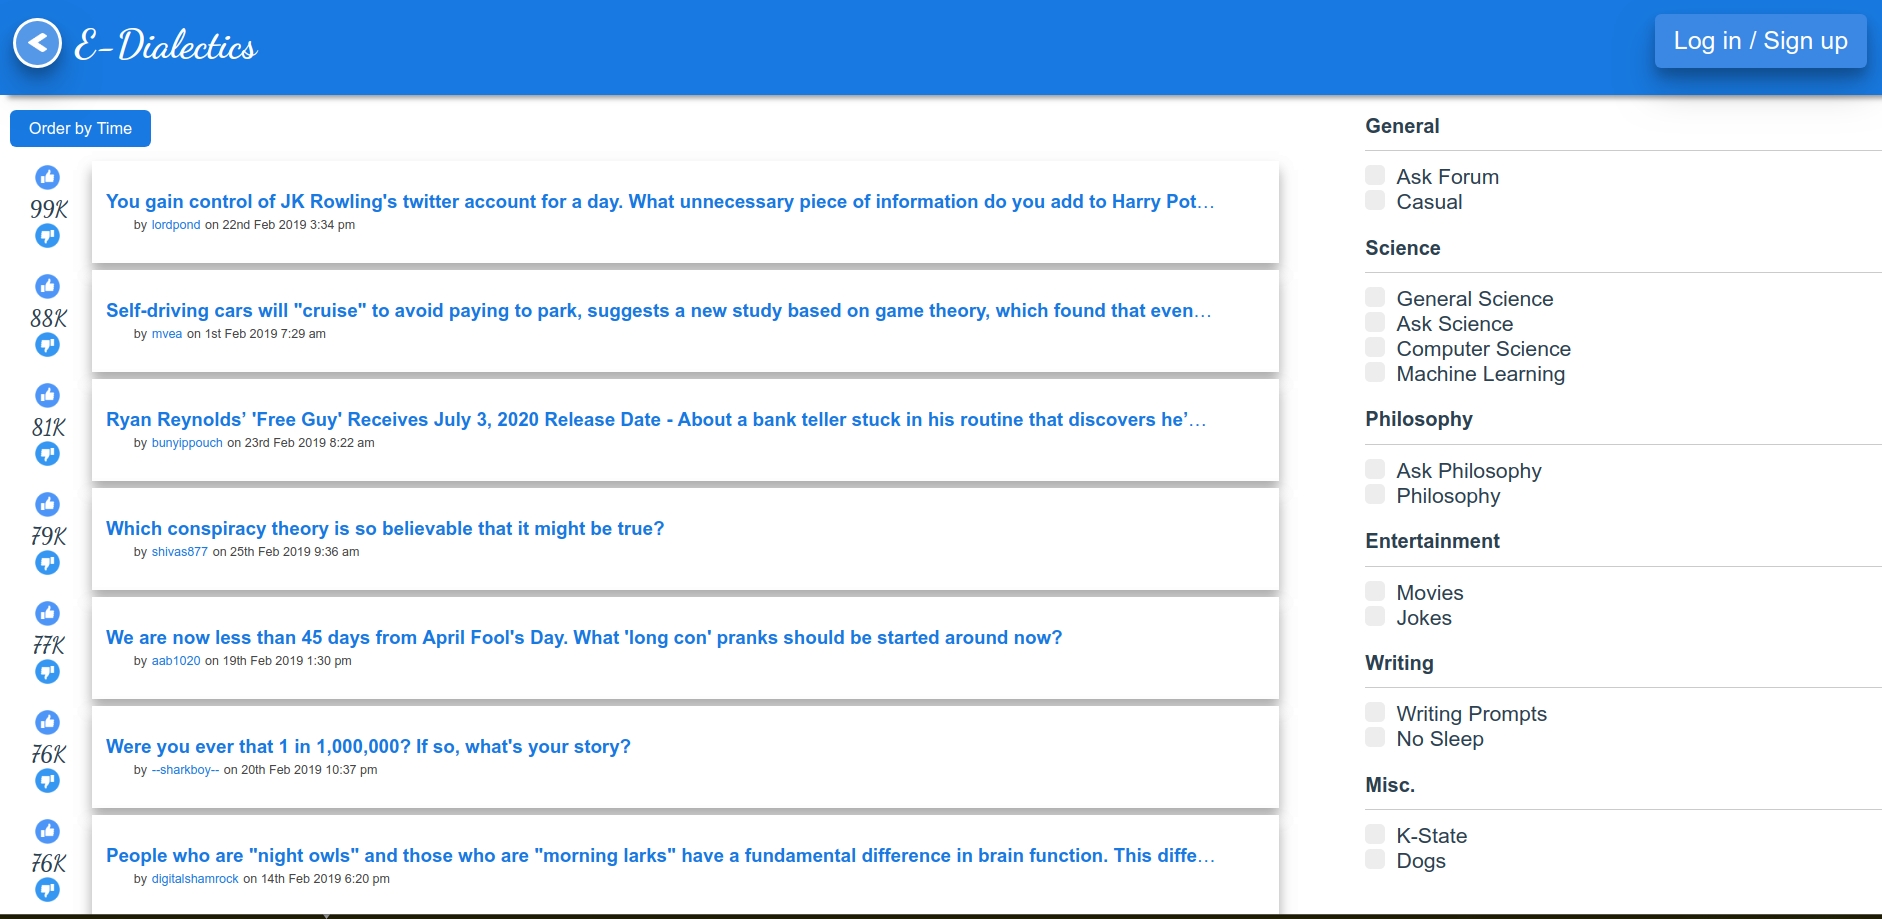 E-Dialectics
Log in / Sign up
Order by Time
99K
You gain control of JK Rowling's twitter account for a day. What unnecessary piece of information do you add to Harry Pot...
by lordpond on 22nd Feb 2019 3:34 pm
88K
Self-driving cars will "cruise" to avoid paying to park, suggests a new study based on game theory, which found that even...
by mvea on 1st Feb 2019 7:29 am
81K
Ryan Reynolds’ 'Free Guy' Receives July 3, 2020 Release Date - About a bank teller stuck in his routine that discovers he’...
by bunyippouch on 23rd Feb 2019 8:22 am
79K
Which conspiracy theory is so believable that it might be true?
by shivas877 on 25th Feb 2019 9:36 am
77K
We are now less than 45 days from April Fool's Day. What 'long con' pranks should be started around now?
by aab1020 on 19th Feb 2019 1:30 pm
76K
Were you ever that 1 in 1,000,000? If so, what's your story?
by --sharkboy-- on 20th Feb 2019 10:37 pm
76K
People who are "night owls" and those who are "morning larks" have a fundamental difference in brain function. This diffe...
by digitalshamrock on 14th Feb 2019 6:20 pm
General
Ask Forum
Casual
Science
General Science
Ask Science
Computer Science
Machine Learning
Philosophy
Ask Philosophy
Philosophy
Entertainment
Movies
Jokes
Writing
Writing Prompts
No Sleep
Misc.
K-State
Dogs